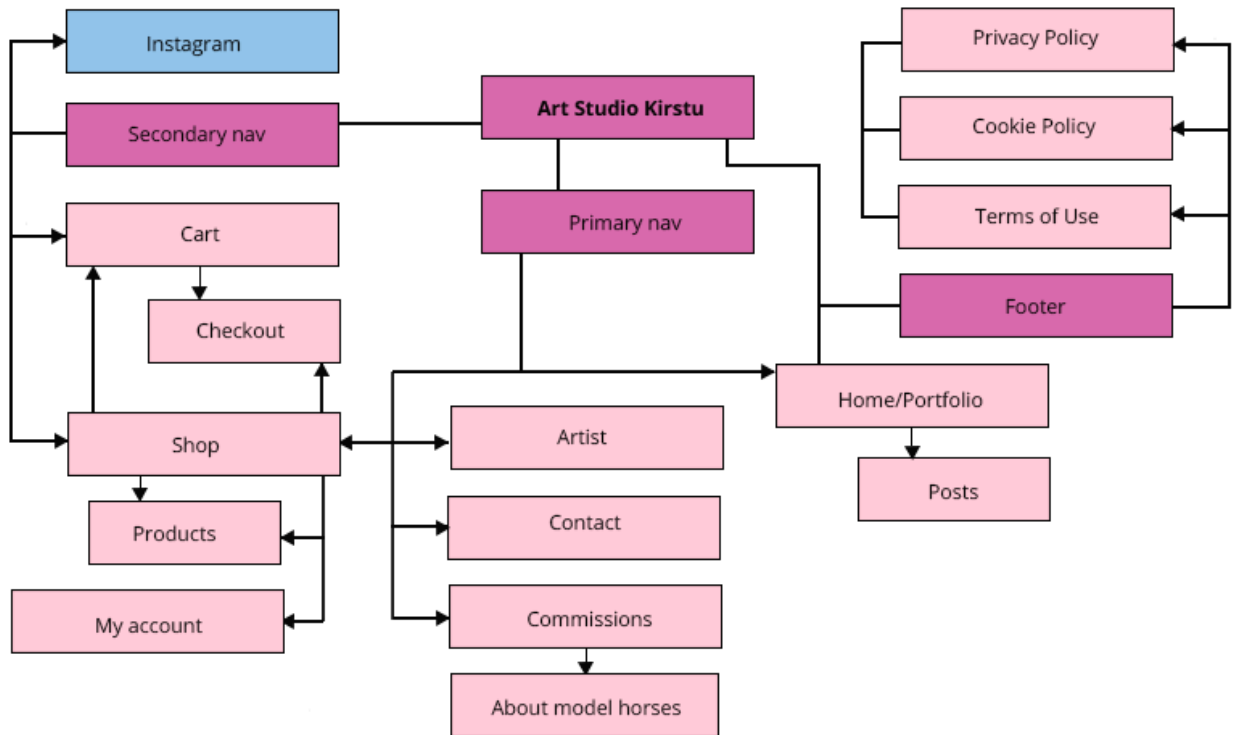 Instagram
Secondary nav
Cart
Checkout
Shop
Products
My account
Art Studio Kirstu
Primary nav
Artist
Contact
Commissions
About model horses
Privacy Policy
Cookie Policy
Terms of Use
Footer
Home/Portfolio
Posts